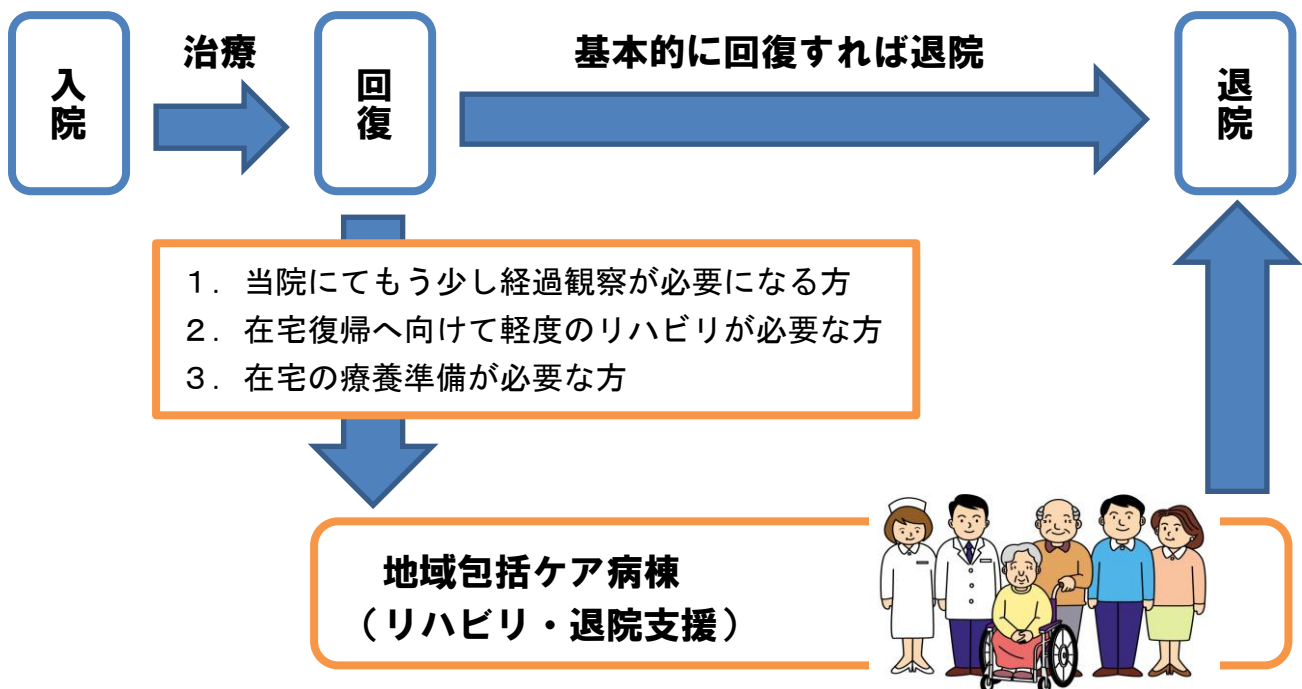 入院
治療
回復
基本的に回復すれば退院
退院
１．当院にてもう少し経過観察が必要になる方
２．在宅復帰へ向けて軽度のリハビリが必要な方
３．在宅の療養準備が必要な方
地域包括ケア病棟
（リハビリ・退院支援）